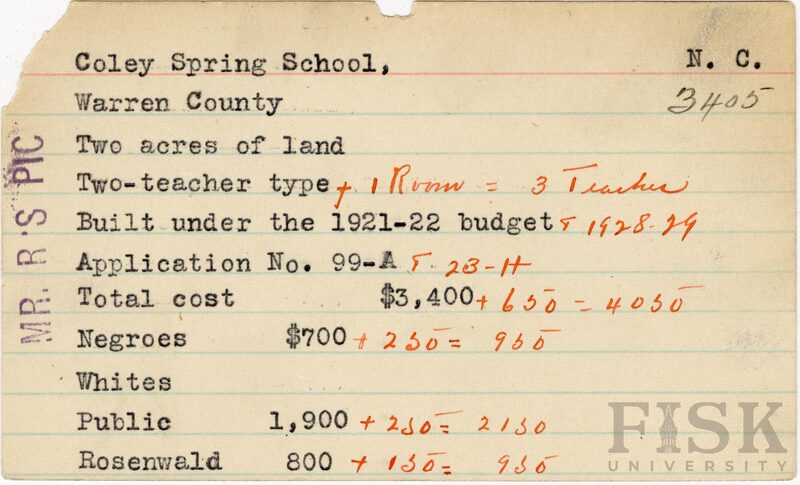 Coley Spring School, N. C.
Warren County 3405
Two acres of land
Two-teacher type + 1 Room = 3 Teacher
Built under the 1921-22 budget + 1928-29
Application No. 99-A + 23-H
Total cost $3,400 + 650 = 4050
Negroes $700 + 250 = 950
Whites
Public 1,900 + 250 = 2150
Rosenwald 800 + 150 = 950
MR. R'S PIC
FISK
UNIVERSITY